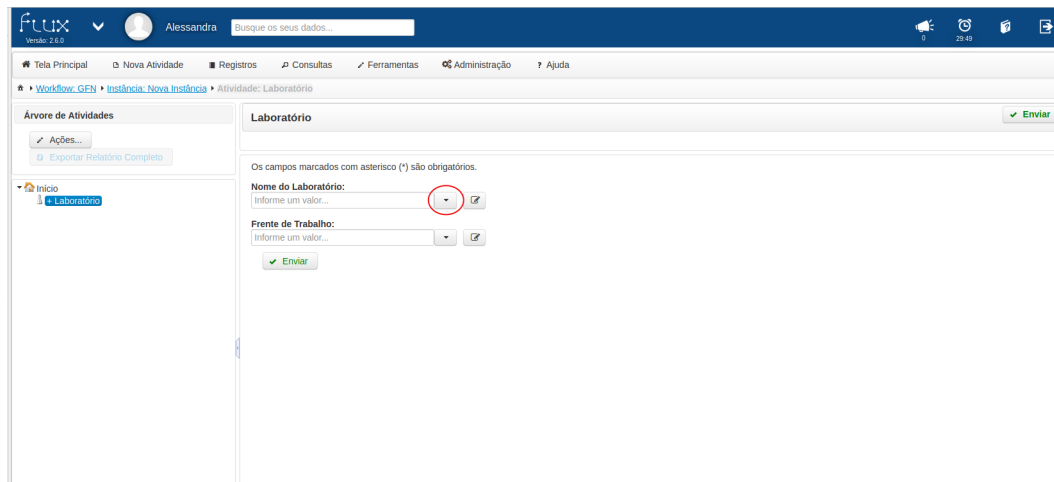 flux
Versão: 2.6.0
Alessandra
Busque os seus dados...
0
29:49
Tela Principal
Nova Atividade
Registros
Consultas
Ferramentas
Administração
? Ajuda
Workflow: GFN
Instância: Nova Instância
Atividade: Laboratório
Árvore de Atividades
Ações...
Exportar Relatório Completo
Início
+ Laboratório
Laboratório
Enviar
Os campos marcados com asterisco (*) são obrigatórios.
Nome do Laboratório:
Informe um valor...
Frente de Trabalho:
Informe um valor...
Enviar